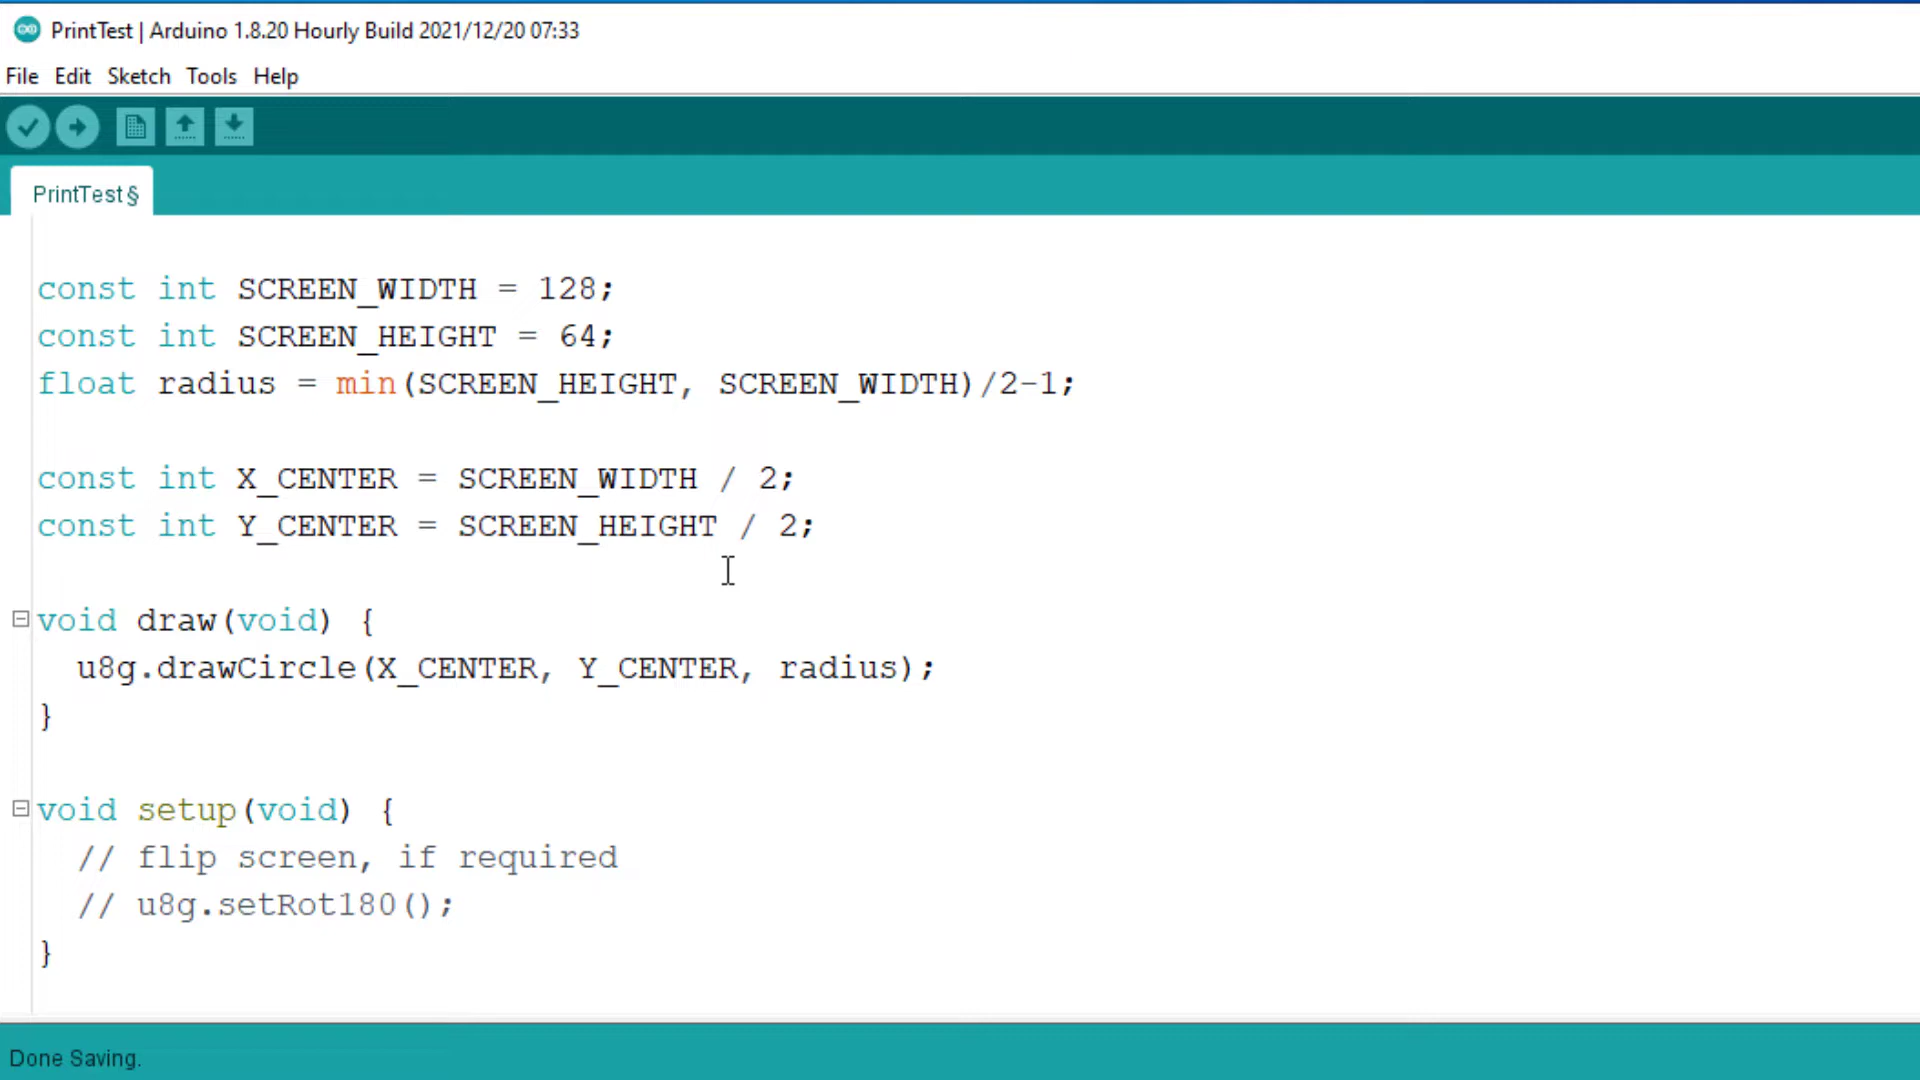 PrintTest | Arduino 1.8.20 Hourly Build 2021/12/20 07:33
File Edit Sketch Tools Help
PrintTest§
const int SCREEN_WIDTH = 128;
const int SCREEN_HEIGHT = 64;
float radius = min(SCREEN_HEIGHT, SCREEN_WIDTH)/2-1;
const int X_CENTER = SCREEN_WIDTH / 2;
const int Y_CENTER = SCREEN_HEIGHT / 2;
void draw(void) {
  u8g.drawCircle(X_CENTER, Y_CENTER, radius);
}
void setup(void) {
  // flip screen, if required
  // u8g.setRot180();
}
Done Saving.